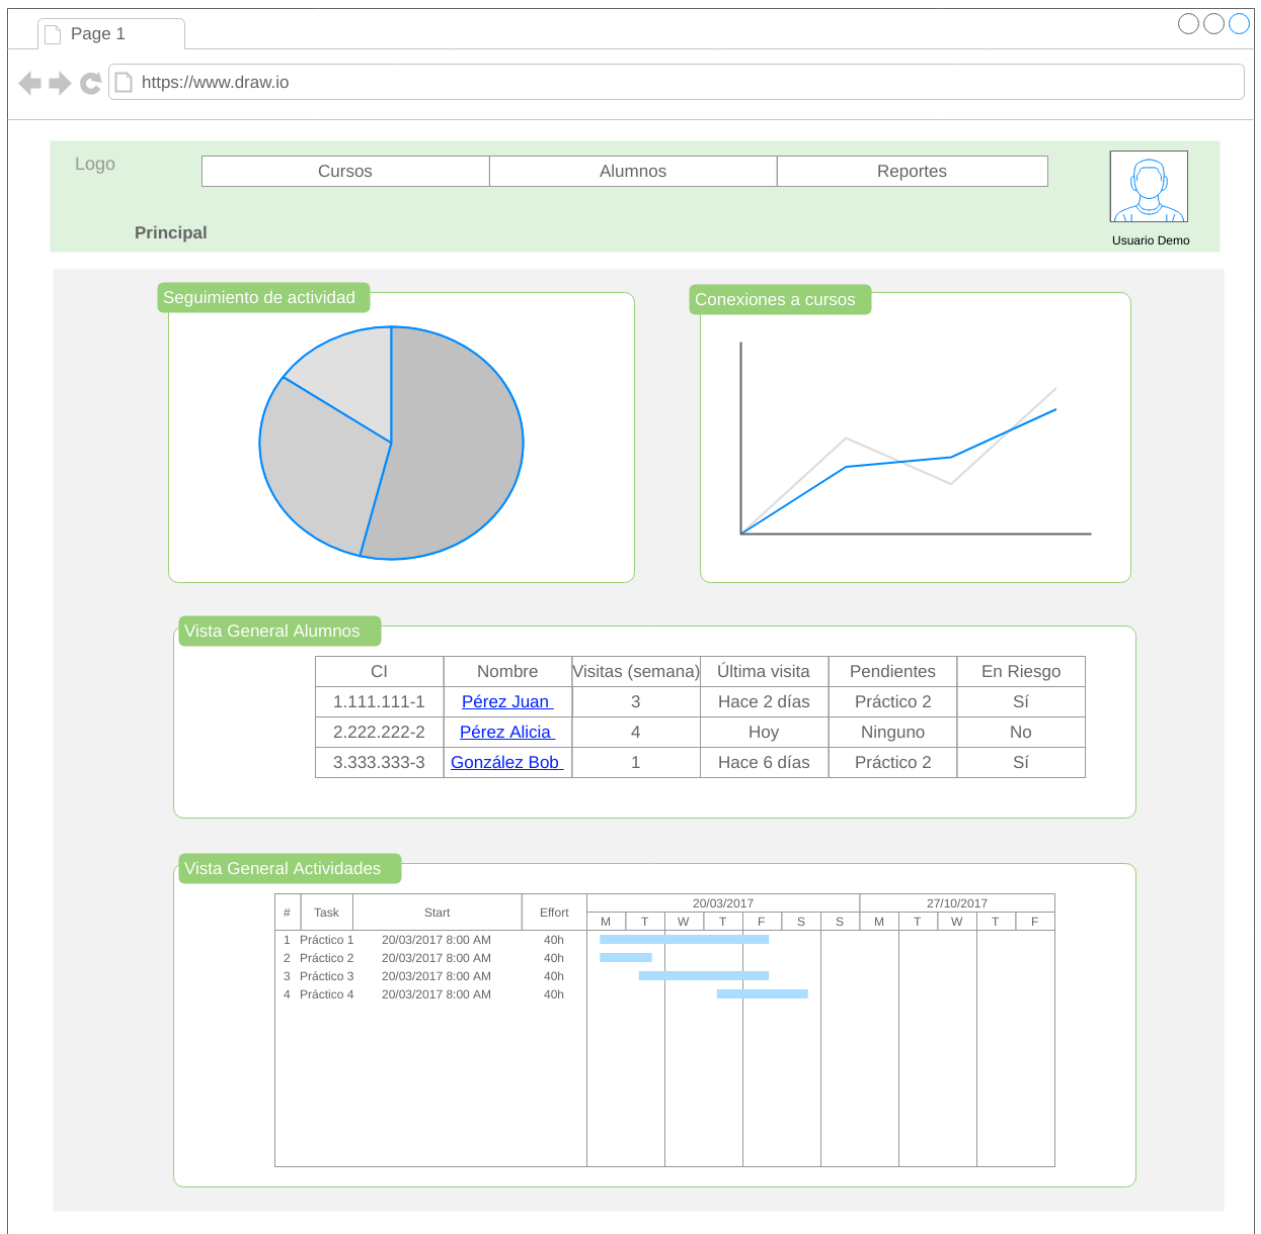 Page 1
https://www.draw.io
Logo
Cursos Alumnos Reportes
Principal
Usuario Demo
Seguimiento de actividad
Conexiones a cursos
Vista General Alumnos
CI Nombre Visitas (semana) Última visita Pendientes En Riesgo
1.111.111-1 Pérez Juan 3 Hace 2 días Práctico 2 Sí
2.222.222-2 Pérez Alicia 4 Hoy Ninguno No
3.333.333-3 González Bob 1 Hace 6 días Práctico 2 Sí
Vista General Actividades
# Task Start Effort 20/03/2017 27/10/2017
M T W T F S S M T W T F
1 Práctico 1 20/03/2017 8:00 AM 40h
2 Práctico 2 20/03/2017 8:00 AM 40h
3 Práctico 3 20/03/2017 8:00 AM 40h
4 Práctico 4 20/03/2017 8:00 AM 40h